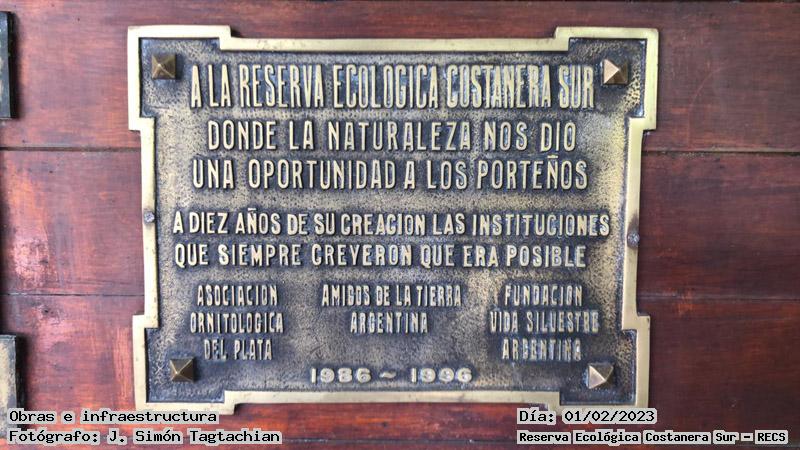 A LA RESERVA ECOLOGICA COSTANERA SUR
DONDE LA NATURALEZA NOS DIO
UNA OPORTUNIDAD A LOS PORTEÑOS
A DIEZ AÑOS DE SU CREACION LAS INSTITUCIONES
QUE SIEMPRE CREYERON QUE ERA POSIBLE
ASOCIACION
ORNITOLOGICA
DEL PLATA
AMIGOS DE LA TIERRA
ARGENTINA
FUNDACION
VIDA SILVESTRE
ARGENTINA
1986 ~ 1996
Obras e infraestructura
Fotógrafo: J. Simón Tagtachian
Día: 01/02/2023
Reserva Ecológica Costanera Sur - RECS